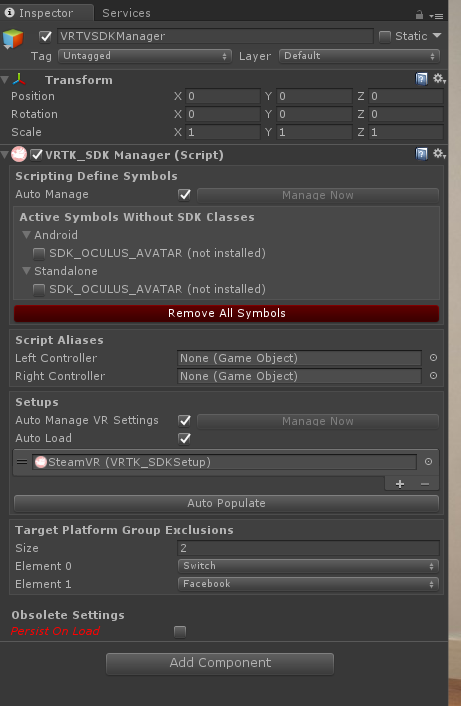 Inspector Services
VRTVSDKManager Static
Tag Untagged Layer Default
Transform
Position X 0 Y 0 Z 0
Rotation X 0 Y 0 Z 0
Scale X 1 Y 1 Z 1
VRTK_SDK Manager (Script)
Scripting Define Symbols
Auto Manage Manage Now
Active Symbols Without SDK Classes
Android
SDK_OCULUS_AVATAR (not installed)
Standalone
SDK_OCULUS_AVATAR (not installed)
Remove All Symbols
Script Aliases
Left Controller None (Game Object)
Right Controller None (Game Object)
Setups
Auto Manage VR Settings Manage Now
Auto Load
SteamVR (VRTK_SDKSetup)
Auto Populate
Target Platform Group Exclusions
Size 2
Element 0 Switch
Element 1 Facebook
Obsolete Settings
Persist On Load
Add Component